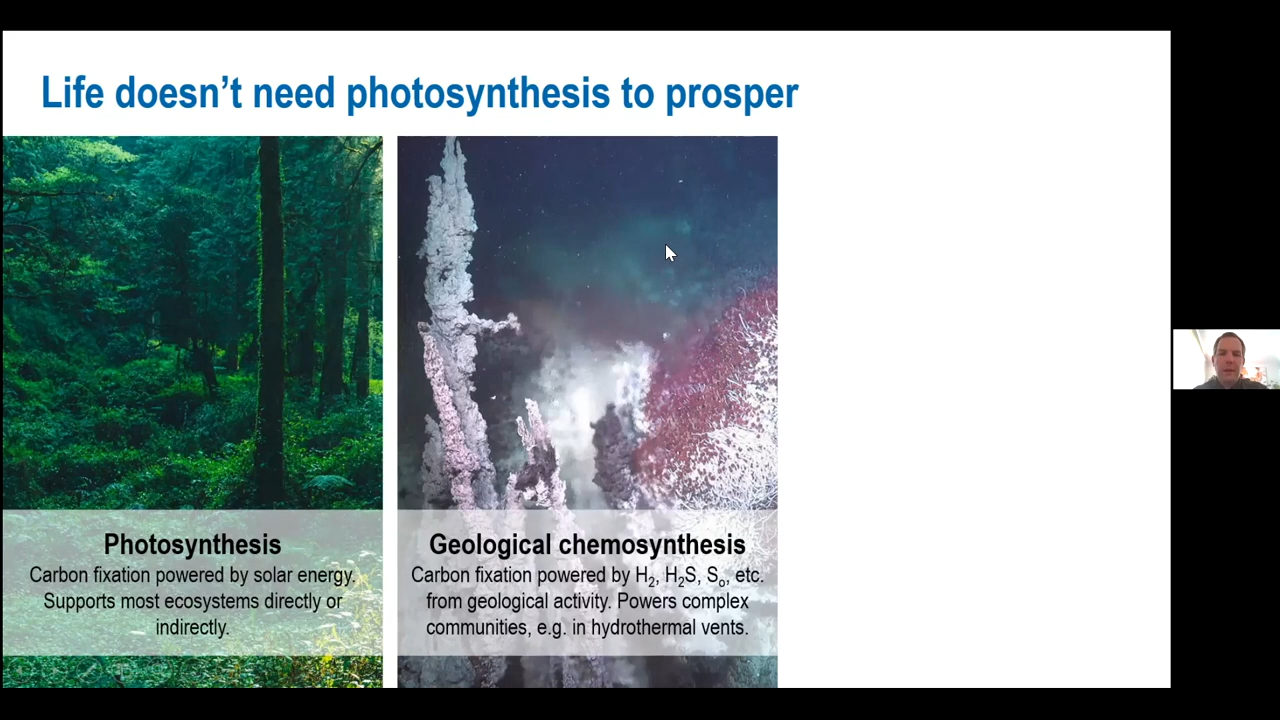 Life doesn’t need photosynthesis to prosper
Photosynthesis
Carbon fixation powered by solar energy.
Supports most ecosystems directly or
indirectly.
Geological chemosynthesis
Carbon fixation powered by H₂, H₂S, Sₒ, etc.
from geological activity. Powers complex
communities, e.g. in hydrothermal vents.